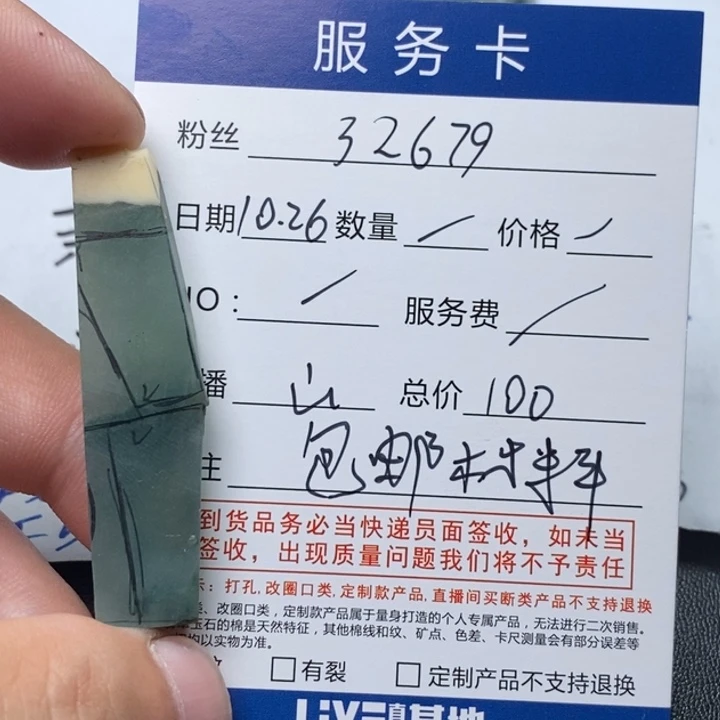 服务卡
粉丝 32679
日期 10.26 数量 / 价格 /
NO： / 服务费 /
播 山 总价 100
注 包邮 材料
到货品务必当快递员面签收，如未当
签收，出现质量问题我们将不予责任
示：打孔,改圈口类,定制款产品,直播间买断类产品不支持退换
改圈口类，定制款产品属于量身打造的个人专属产品，无法进行二次销售。
玉石的棉是天然特征，其他棉线和纹、矿点、色差、卡尺测量会有部分误差等
以实物为准。
□有裂 □定制产品不支持退换